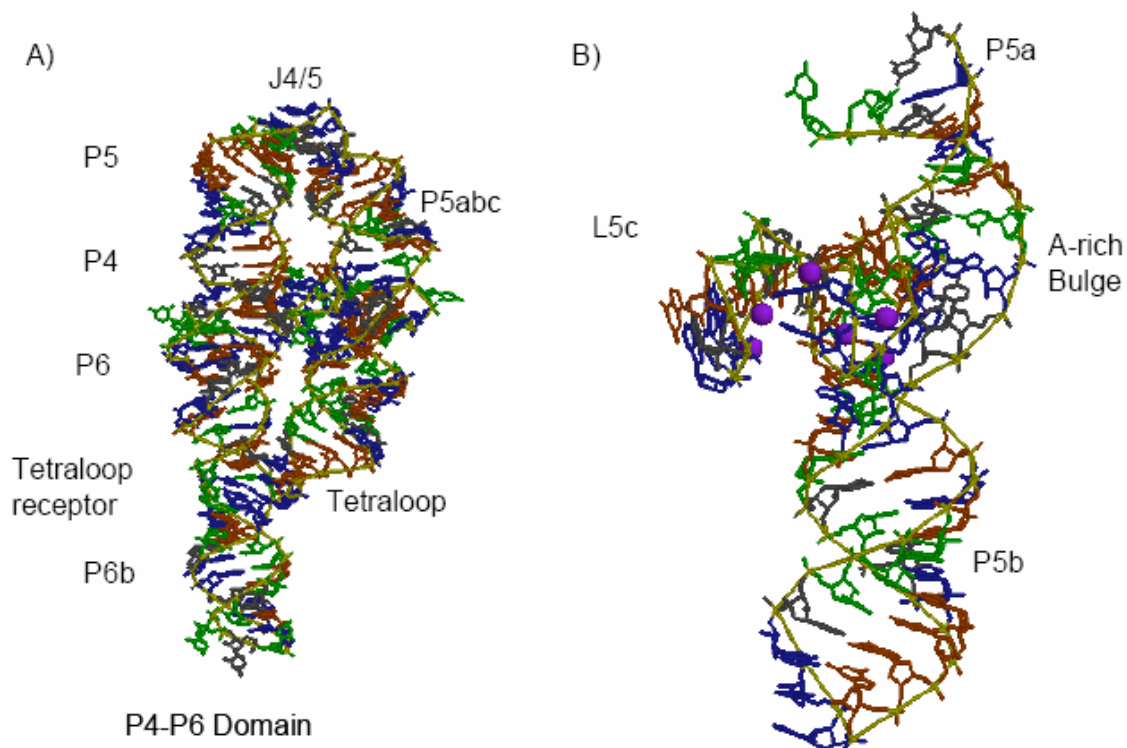 A)
J4/5
P5
P5abc
P4
P6
Tetraloop
receptor
Tetraloop
P6b
P4-P6 Domain
B)
P5a
L5c
A-rich
Bulge
P5b